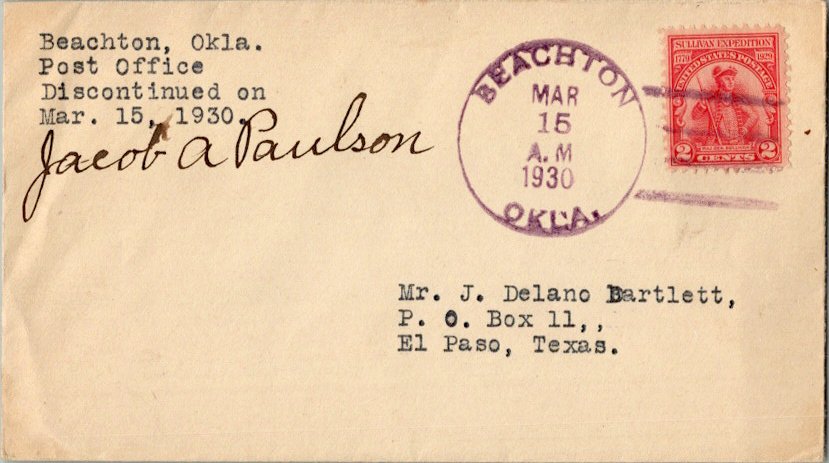 Beachton, Okla.
Post Office
Discontinued on
Mar. 15, 1930.
Jacob A Paulson
BEACHTON
MAR
15
A.M
1930
OKLA.
SULLIVAN EXPEDITION
1779 1929
UNITED STATES POSTAGE
2 CENTS 2
Mr. J. Delano Bartlett,
P. O. Box 11,,
El Paso, Texas.